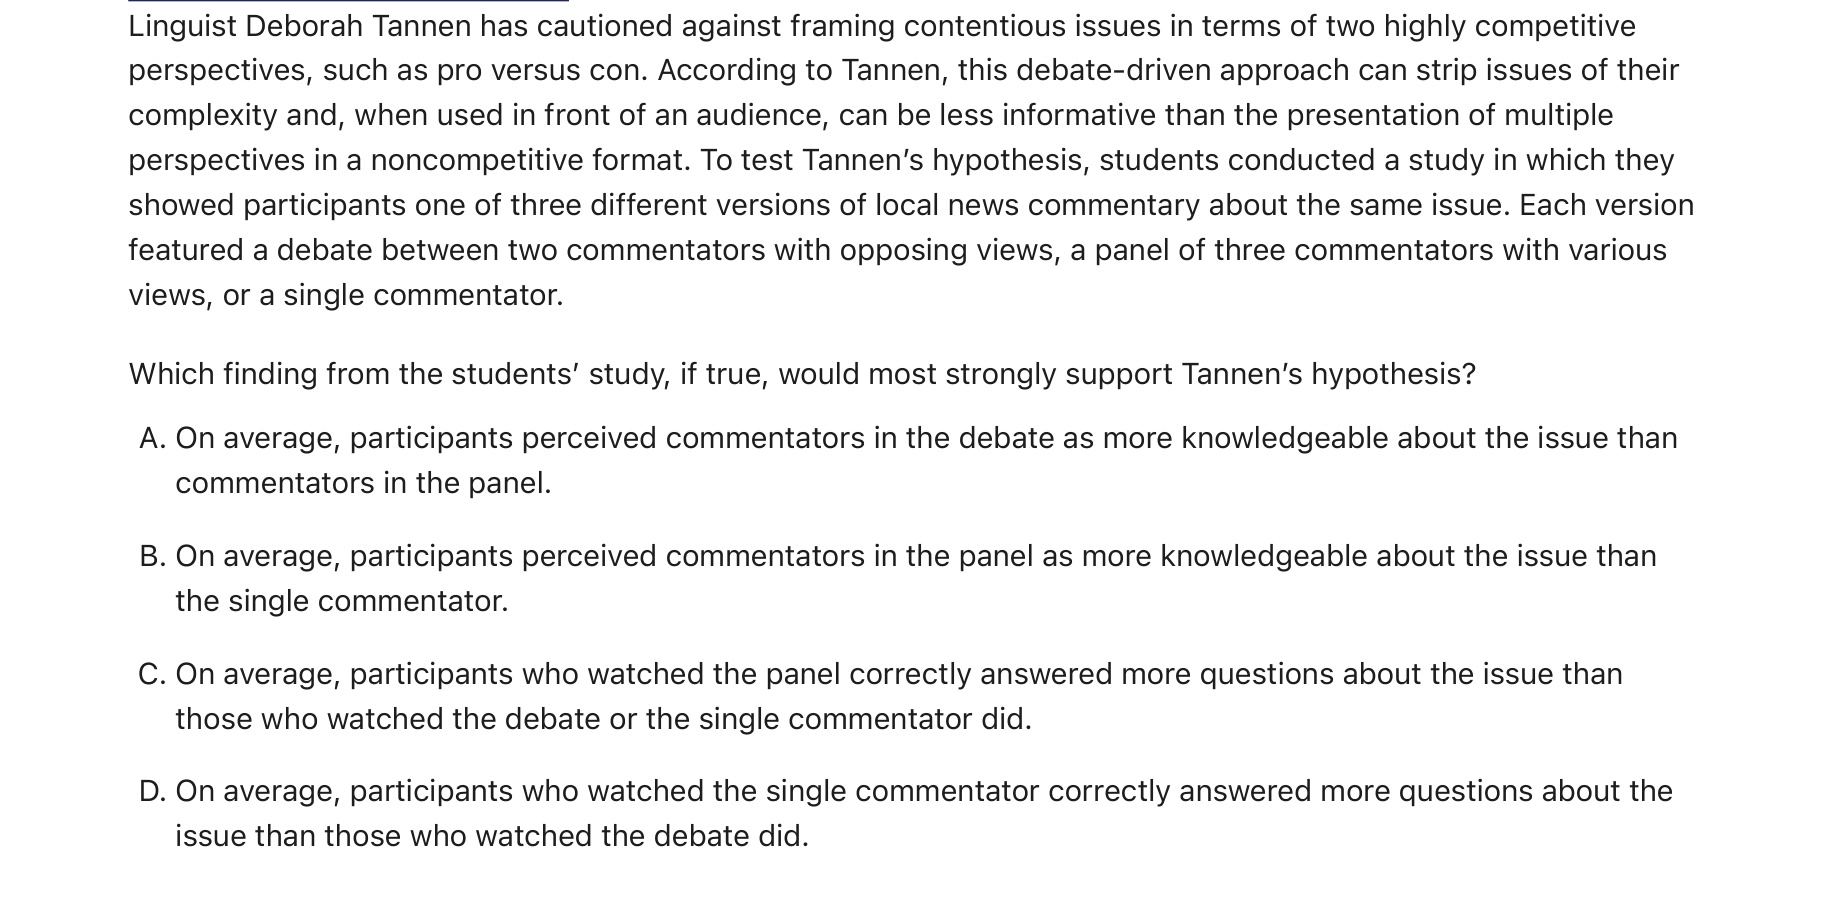 Linguist Deborah Tannen has cautioned against framing contentious issues in terms of two highly competitive
perspectives, such as pro versus con. According to Tannen, this debate-driven approach can strip issues of their
complexity and, when used in front of an audience, can be less informative than the presentation of multiple
perspectives in a noncompetitive format. To test Tannen’s hypothesis, students conducted a study in which they
showed participants one of three different versions of local news commentary about the same issue. Each version
featured a debate between two commentators with opposing views, a panel of three commentators with various
views, or a single commentator.
Which finding from the students’ study, if true, would most strongly support Tannen’s hypothesis?
A. On average, participants perceived commentators in the debate as more knowledgeable about the issue than
commentators in the panel.
B. On average, participants perceived commentators in the panel as more knowledgeable about the issue than
the single commentator.
C. On average, participants who watched the panel correctly answered more questions about the issue than
those who watched the debate or the single commentator did.
D. On average, participants who watched the single commentator correctly answered more questions about the
issue than those who watched the debate did.